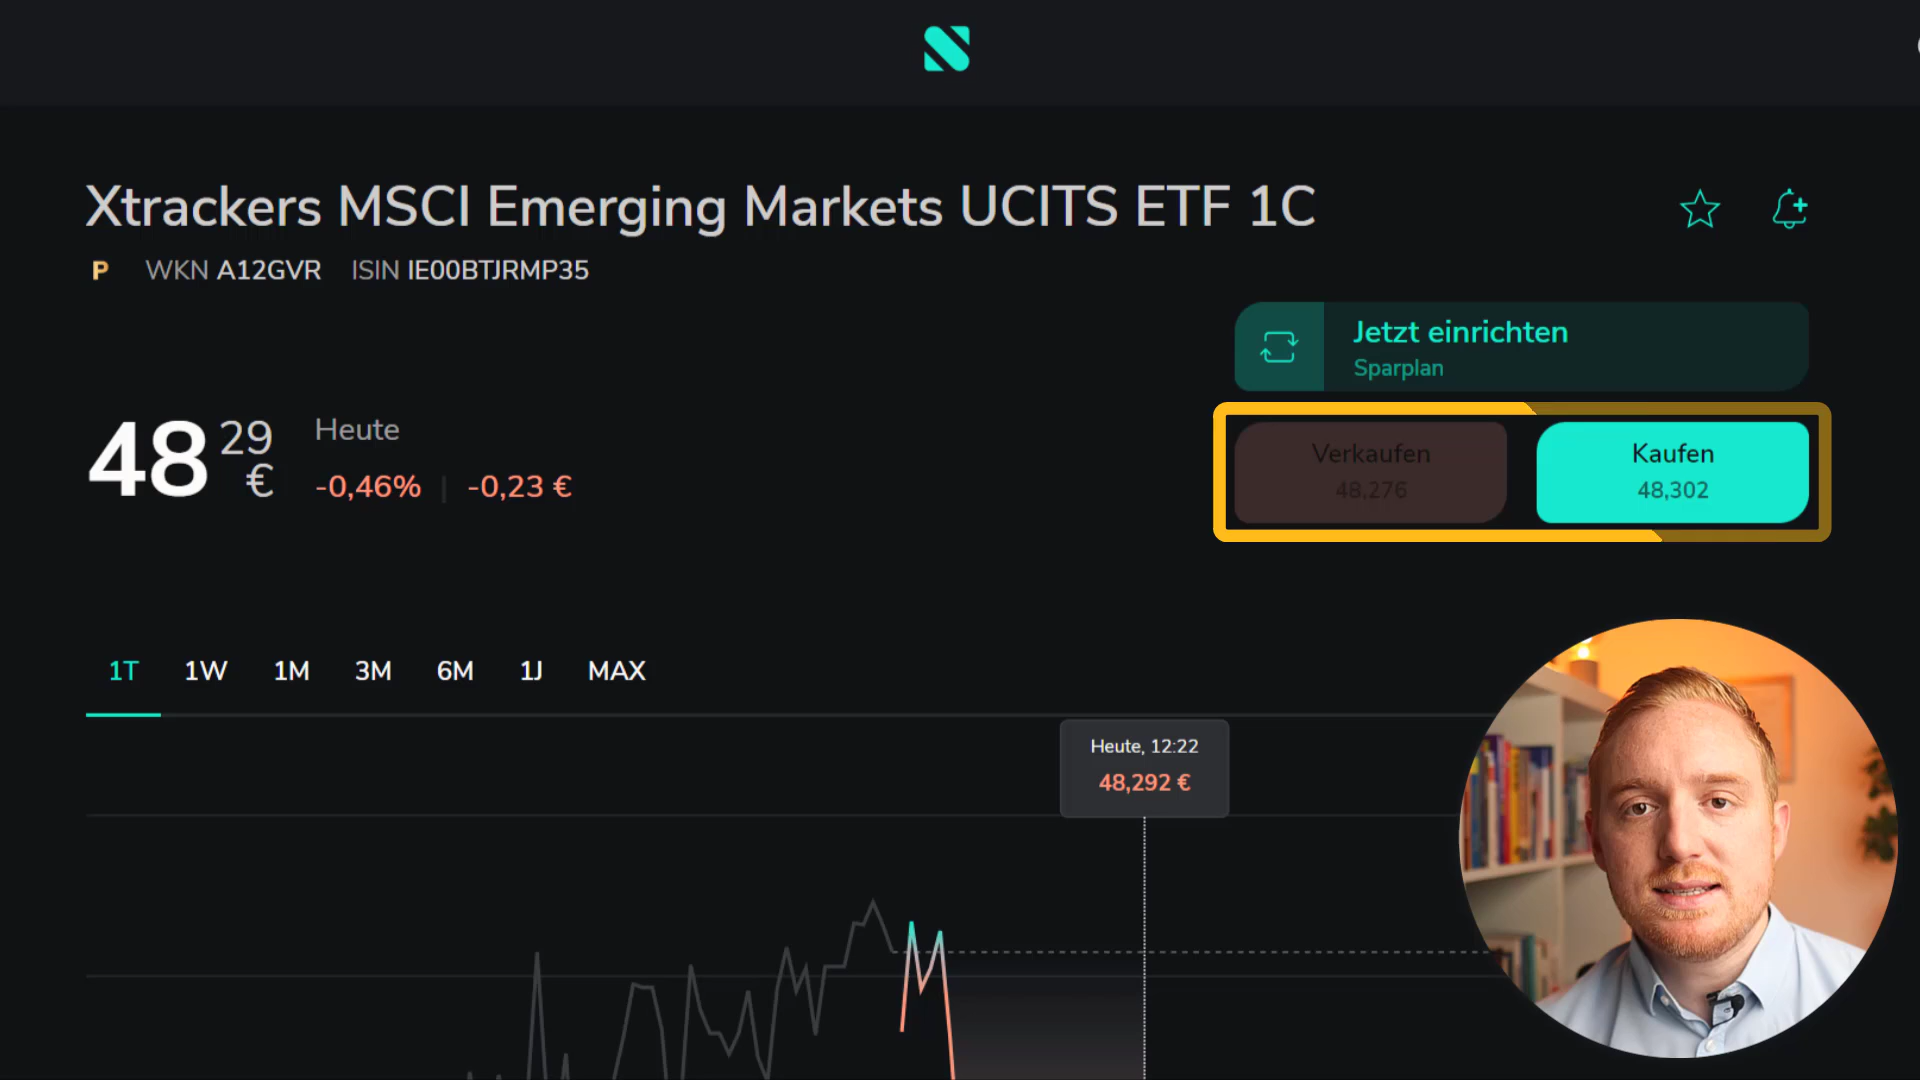 Xtrackers MSCI Emerging Markets UCITS ETF 1C
P WKN A12GVR ISIN IE00BTJRMP35
Jetzt einrichten
Sparplan
48 29 €
Heute
-0,46% | -0,23 €
Verkaufen
48,276
Kaufen
48,302
1T 1W 1M 3M 6M 1J MAX
Heute, 12:22
48,292 €